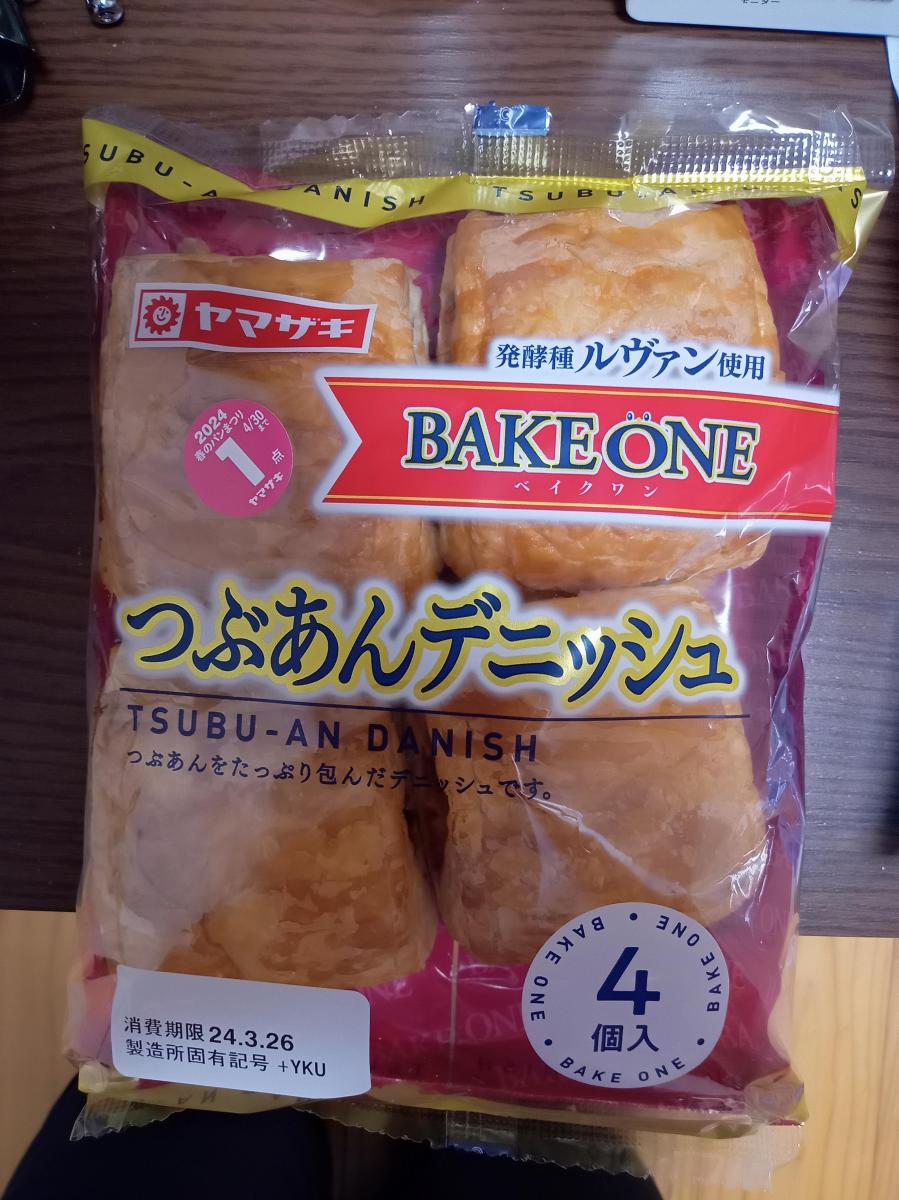 モニター
SUBU-AN DANISH TSUBU-AN
ヤマザキ
発酵種ルヴァン使用
BAKE ONE
ベイクワン
2024
春のパンまつり
4/30まで
1点
ヤマザキ
つぶあんデニッシュ
TSUBU-AN DANISH
つぶあんをたっぷり包んだデニッシュです。
BAKE ONE • BAKE ONE • BAKE ONE • BAKE ONE •
4
個入
消費期限 24.3.26
製造所固有記号 +YKU